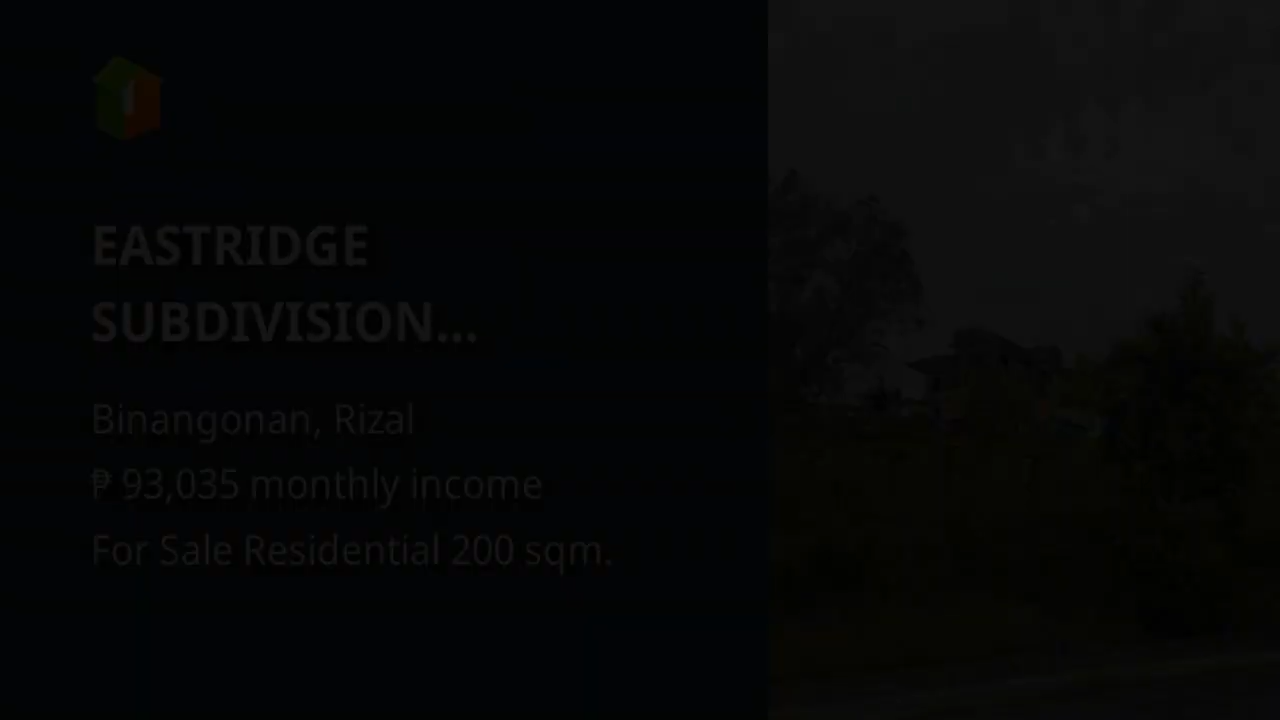 EASTRIDGE
SUBDIVISION...
Binangonan, Rizal
₱ 93,035 monthly income
For Sale Residential 200 sqm.